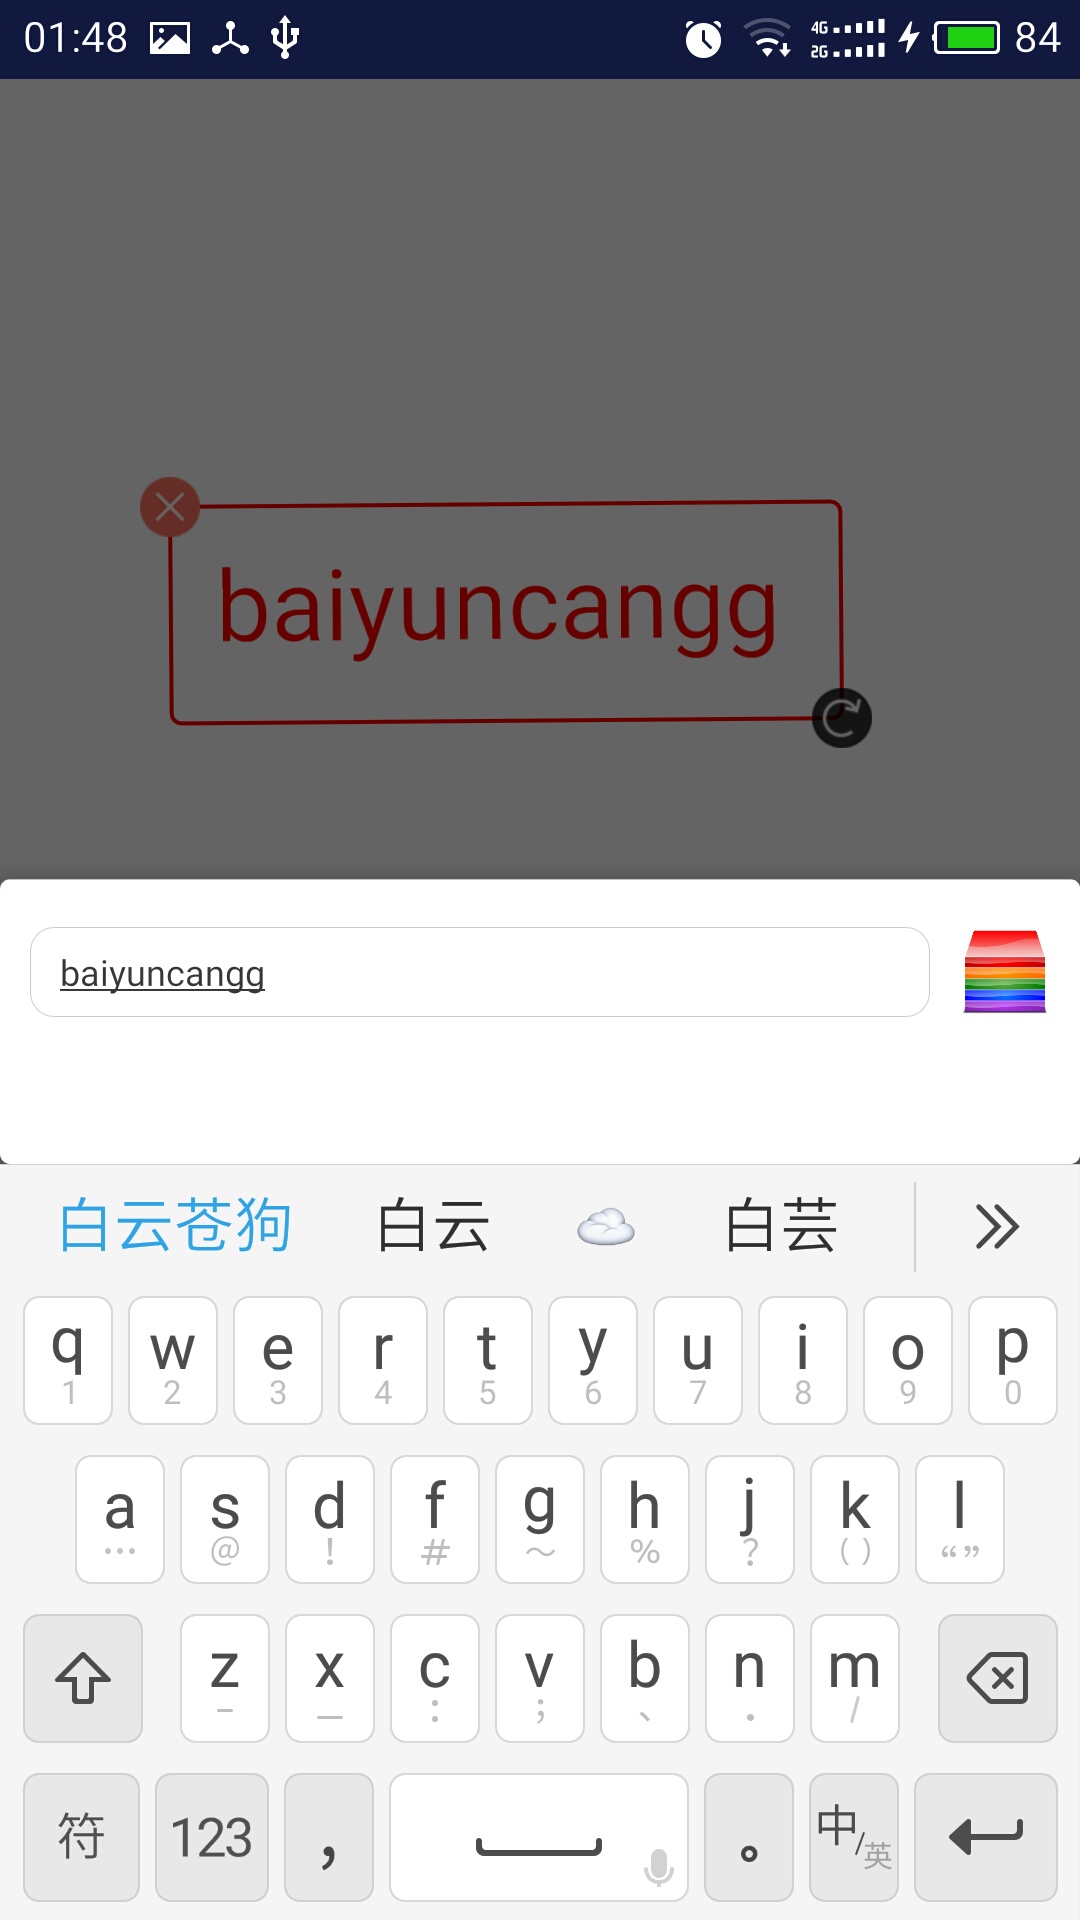 01:48 4G 2G 84
baiyuncangg
baiyuncangg
白云苍狗 白云 白芸
q w e r t y u i o p
1 2 3 4 5 6 7 8 9 0
a s d f g h j k l
… @ ! # ～ % ? ( ) “”
z x c v b n m
– — : ; 、 . /
符 123 , 。 中/英